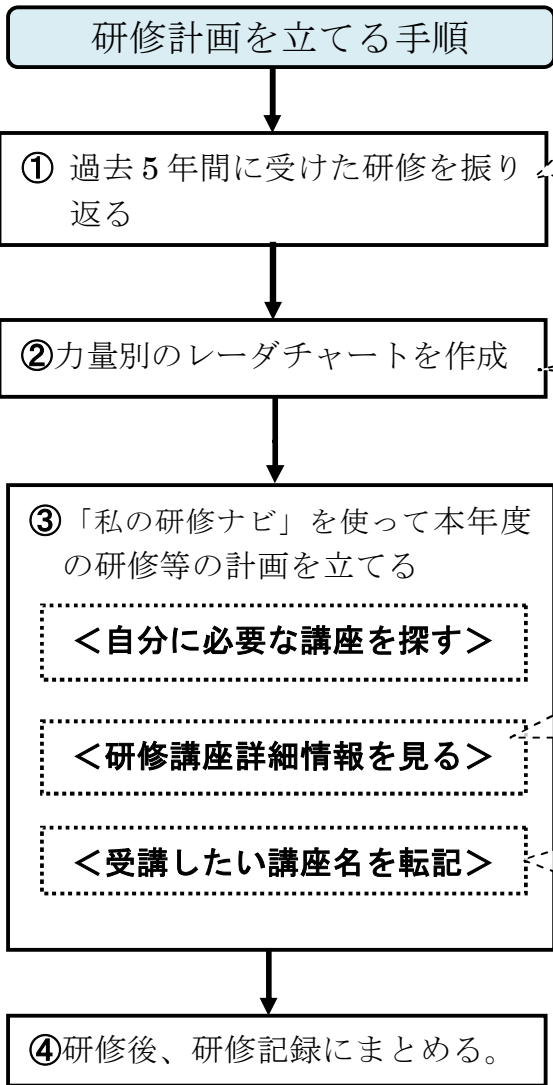 研修計画を立てる手順
① 過去5年間に受けた研修を振り
返る
②力量別のレーダチャートを作成
③「私の研修ナビ」を使って本年度
の研修等の計画を立てる
＜自分に必要な講座を探す＞
＜研修講座詳細情報を見る＞
＜受講したい講座名を転記＞
④研修後、研修記録にまとめる。